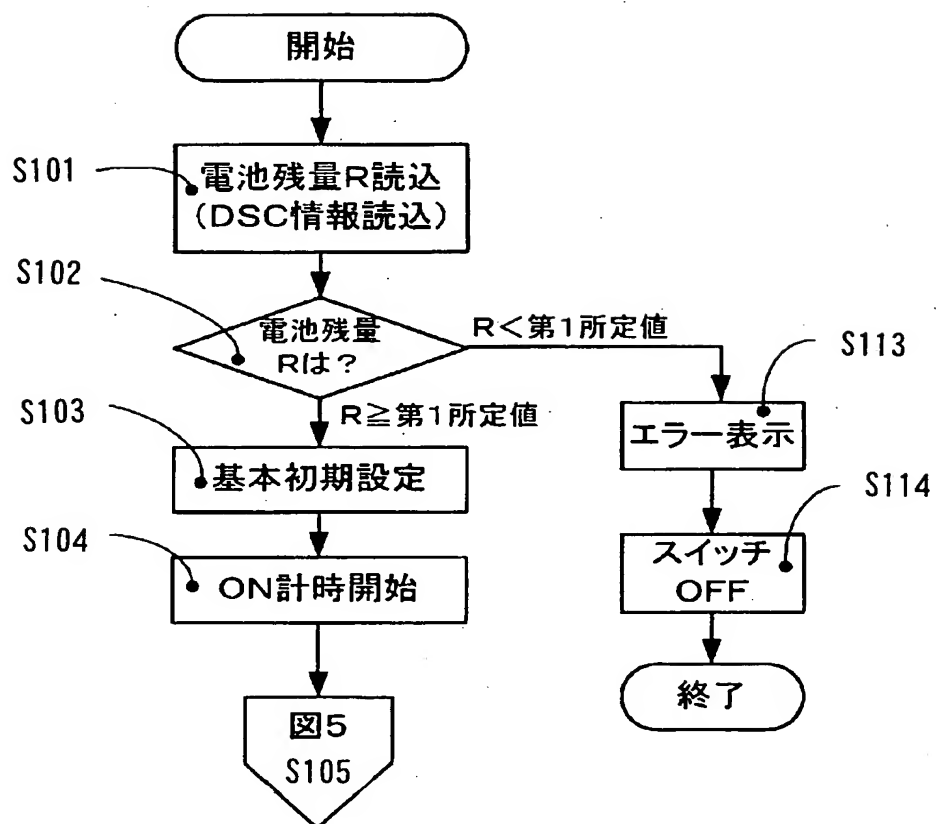 開始
S101
電池残量R読込
(DSC情報読込)
S102
電池残量
Rは?
R<第1所定値
S113
エラー表示
S103
R≧第1所定値
基本初期設定
S114
スイッチ
OFF
S104
ON計時開始
終了
図5
S105